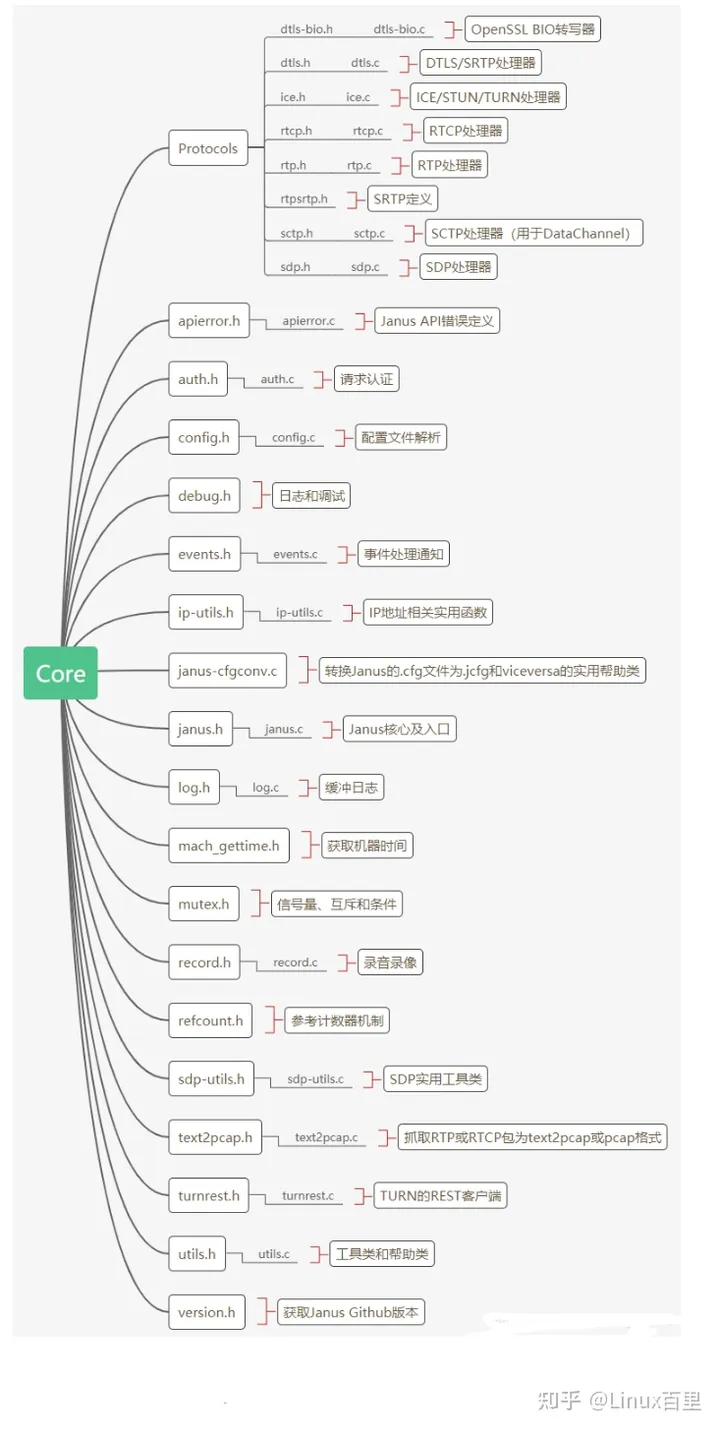 dtls-bio.h dtls-bio.c OpenSSL BIO转写器
dtls.h dtls.c DTLS/SRTP处理器
ice.h ice.c ICE/STUN/TURN处理器
rtcp.h rtcp.c RTCP处理器
Protocols
rtp.h rtp.c RTP处理器
rtpsrtp.h SRTP定义
sctp.h sctp.c SCTP处理器（用于DataChannel）
sdp.h sdp.c SDP处理器
apierror.h apierror.c Janus API错误定义
auth.h auth.c 请求认证
config.h config.c 配置文件解析
debug.h 日志和调试
events.h events.c 事件处理通知
ip-utils.h ip-utils.c IP地址相关实用函数
Core
janus-cfgconv.c 转换Janus的.cfg文件为.jcfg和viceversa的实用帮助类
janus.h janus.c Janus核心及入口
log.h log.c 缓冲日志
mach_gettime.h 获取机器时间
mutex.h 信号量、互斥和条件
record.h record.c 录音录像
refcount.h 参考计数器机制
sdp-utils.h sdp-utils.c SDP实用工具类
text2pcap.h text2pcap.c 抓取RTP或RTCP包为text2pcap或pcap格式
turnrest.h turnrest.c TURN的REST客户端
utils.h utils.c 工具类和帮助类
version.h 获取Janus Github版本
知乎 @Linux百里